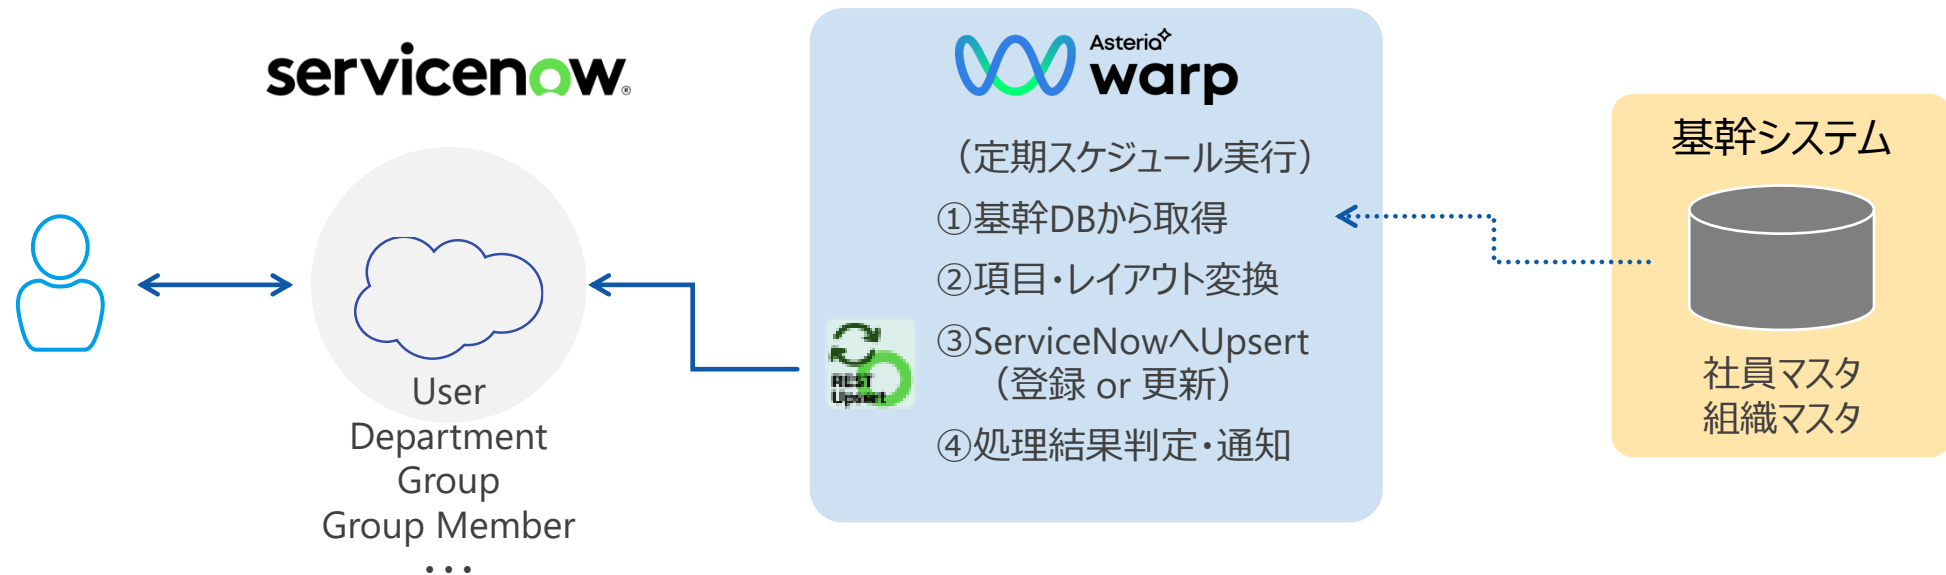 servicenow®
User
Department
Group
Group Member
・・・
Asteria
warp
（定期スケジュール実行）
①基幹DBから取得
②項目・レイアウト変換
③ServiceNowへUpsert
（登録 or 更新）
④処理結果判定・通知
REST
Upsert
基幹システム
社員マスタ
組織マスタ